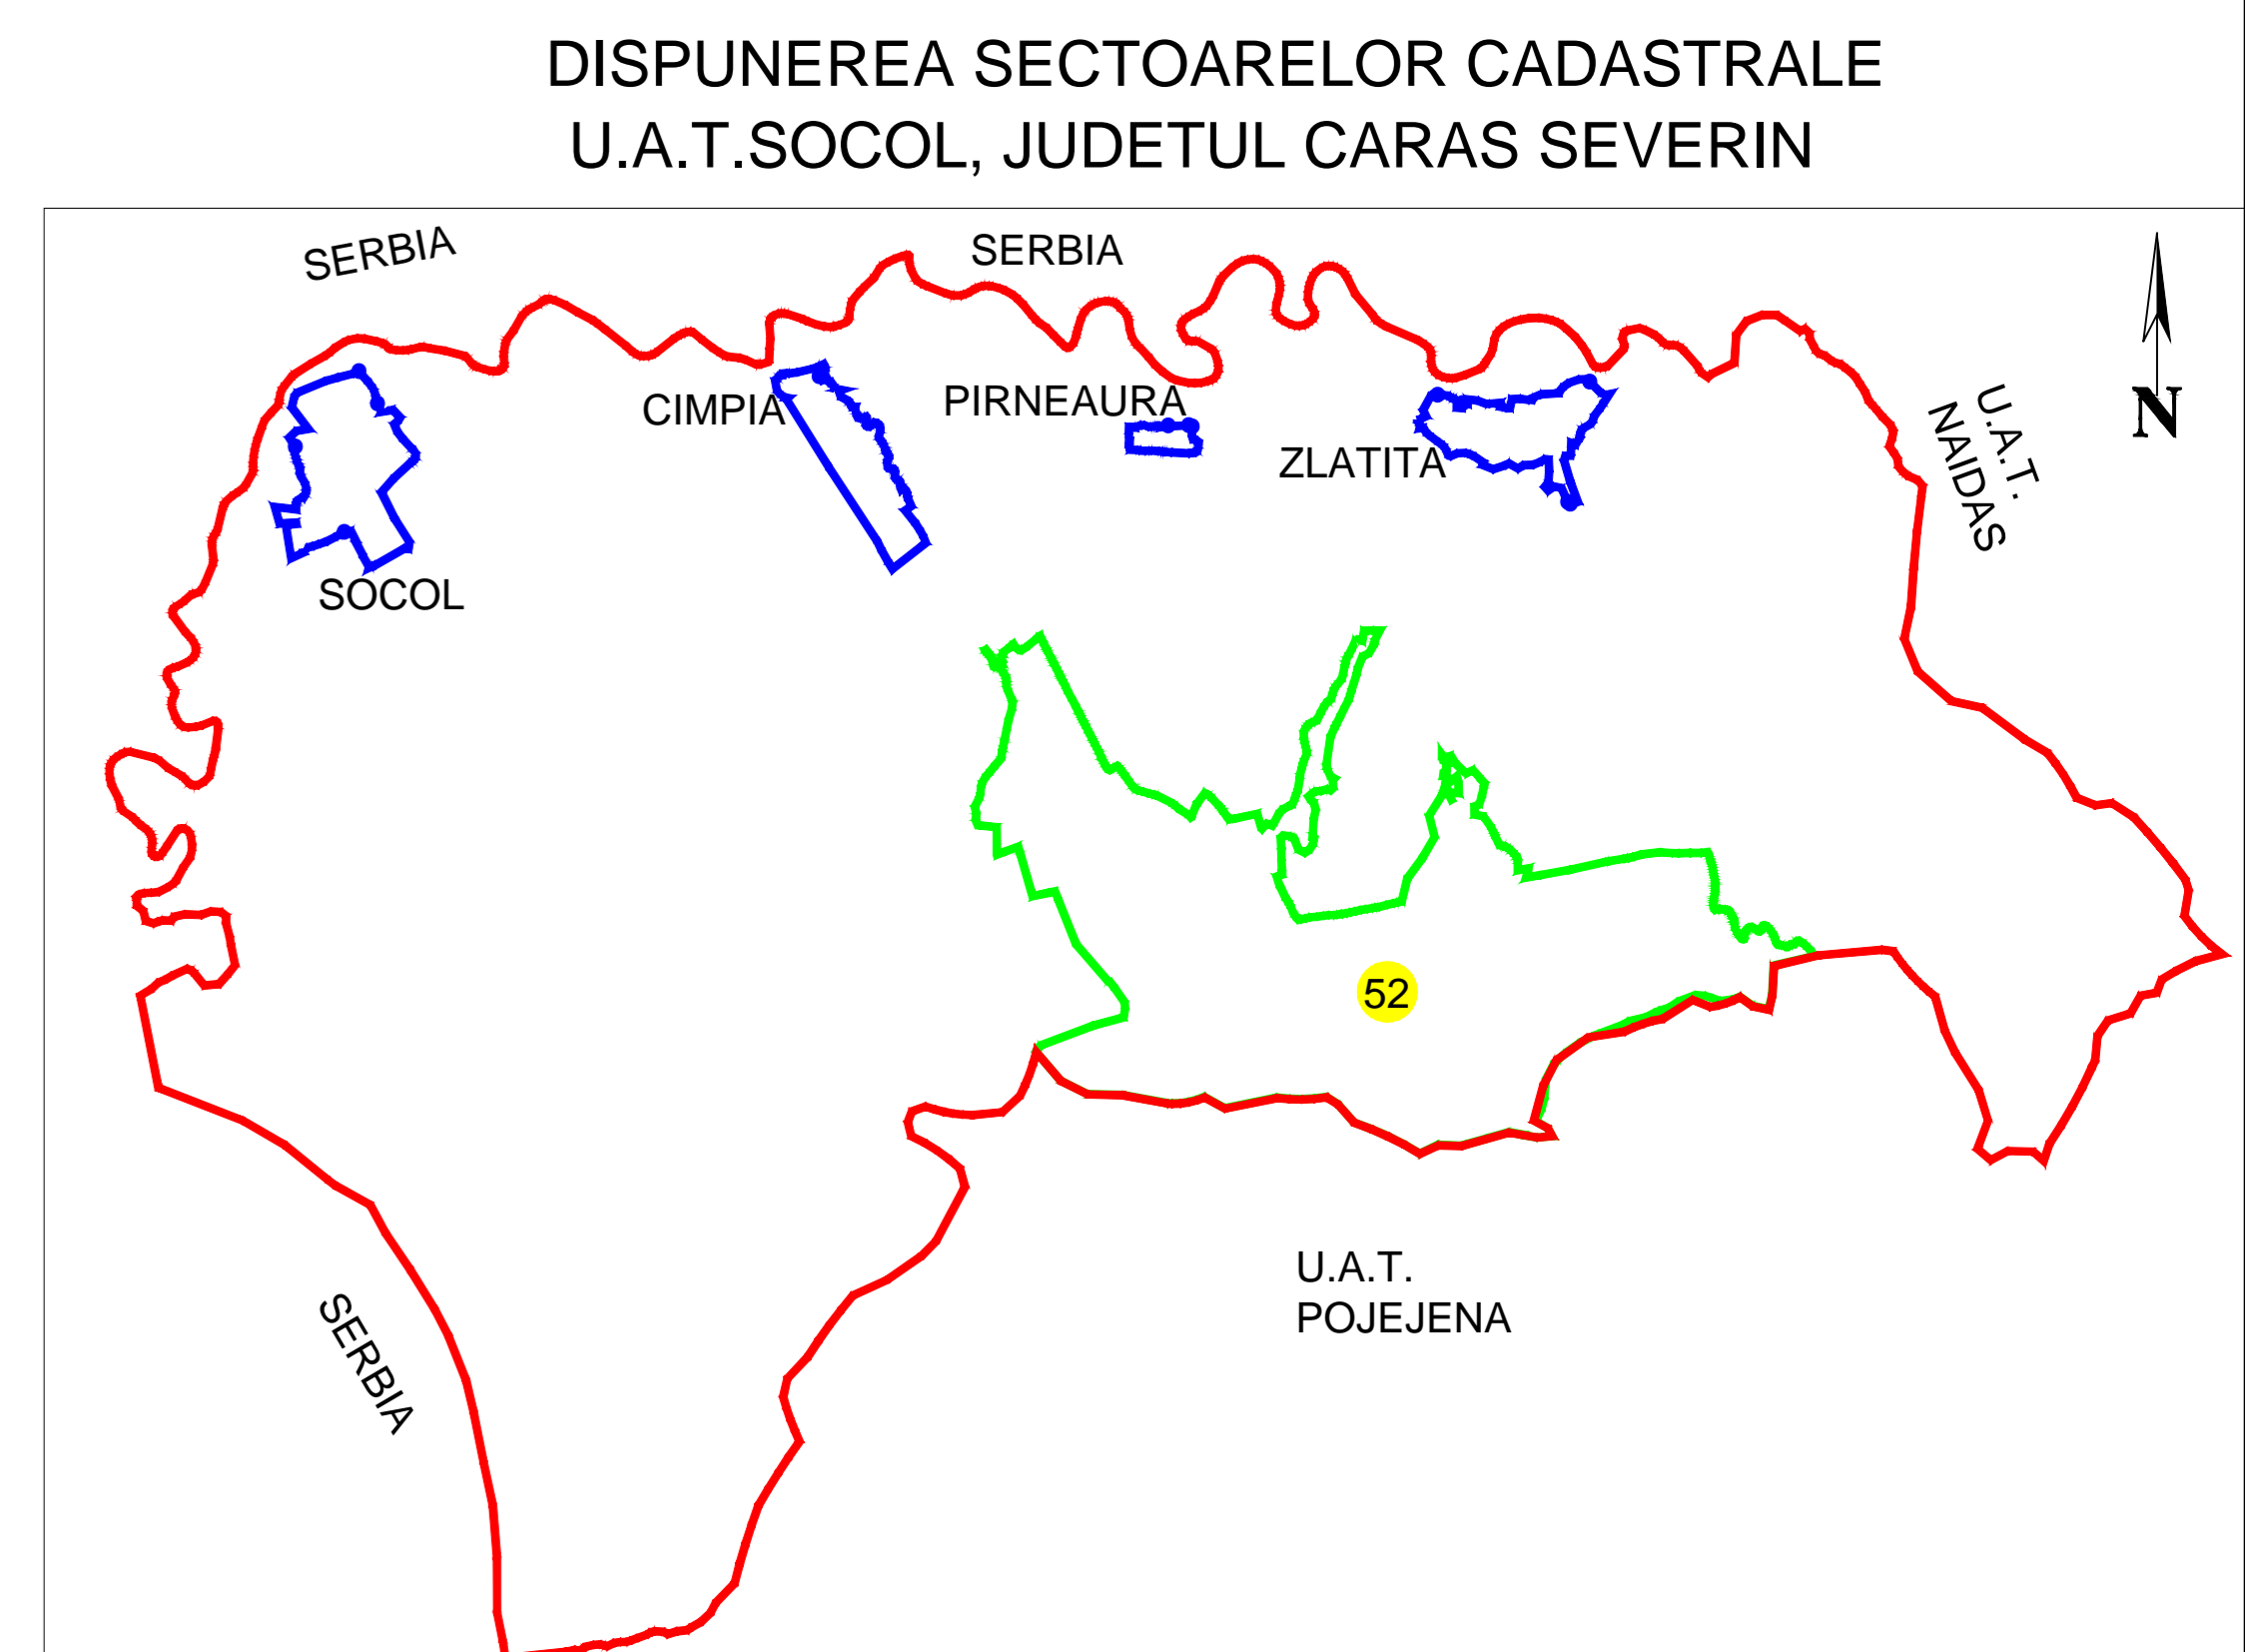 DISPUNEREA SECTOARELOR CADASTRALE
U.A.T.SOCOL, JUDETUL CARAS SEVERIN
SERBIA
SERBIA
N
U.A.T.
NAIDAS
CIMPIA
PIRNEAURA
ZLATITA
SOCOL
52
U.A.T.
POJEJENA
SERBIA